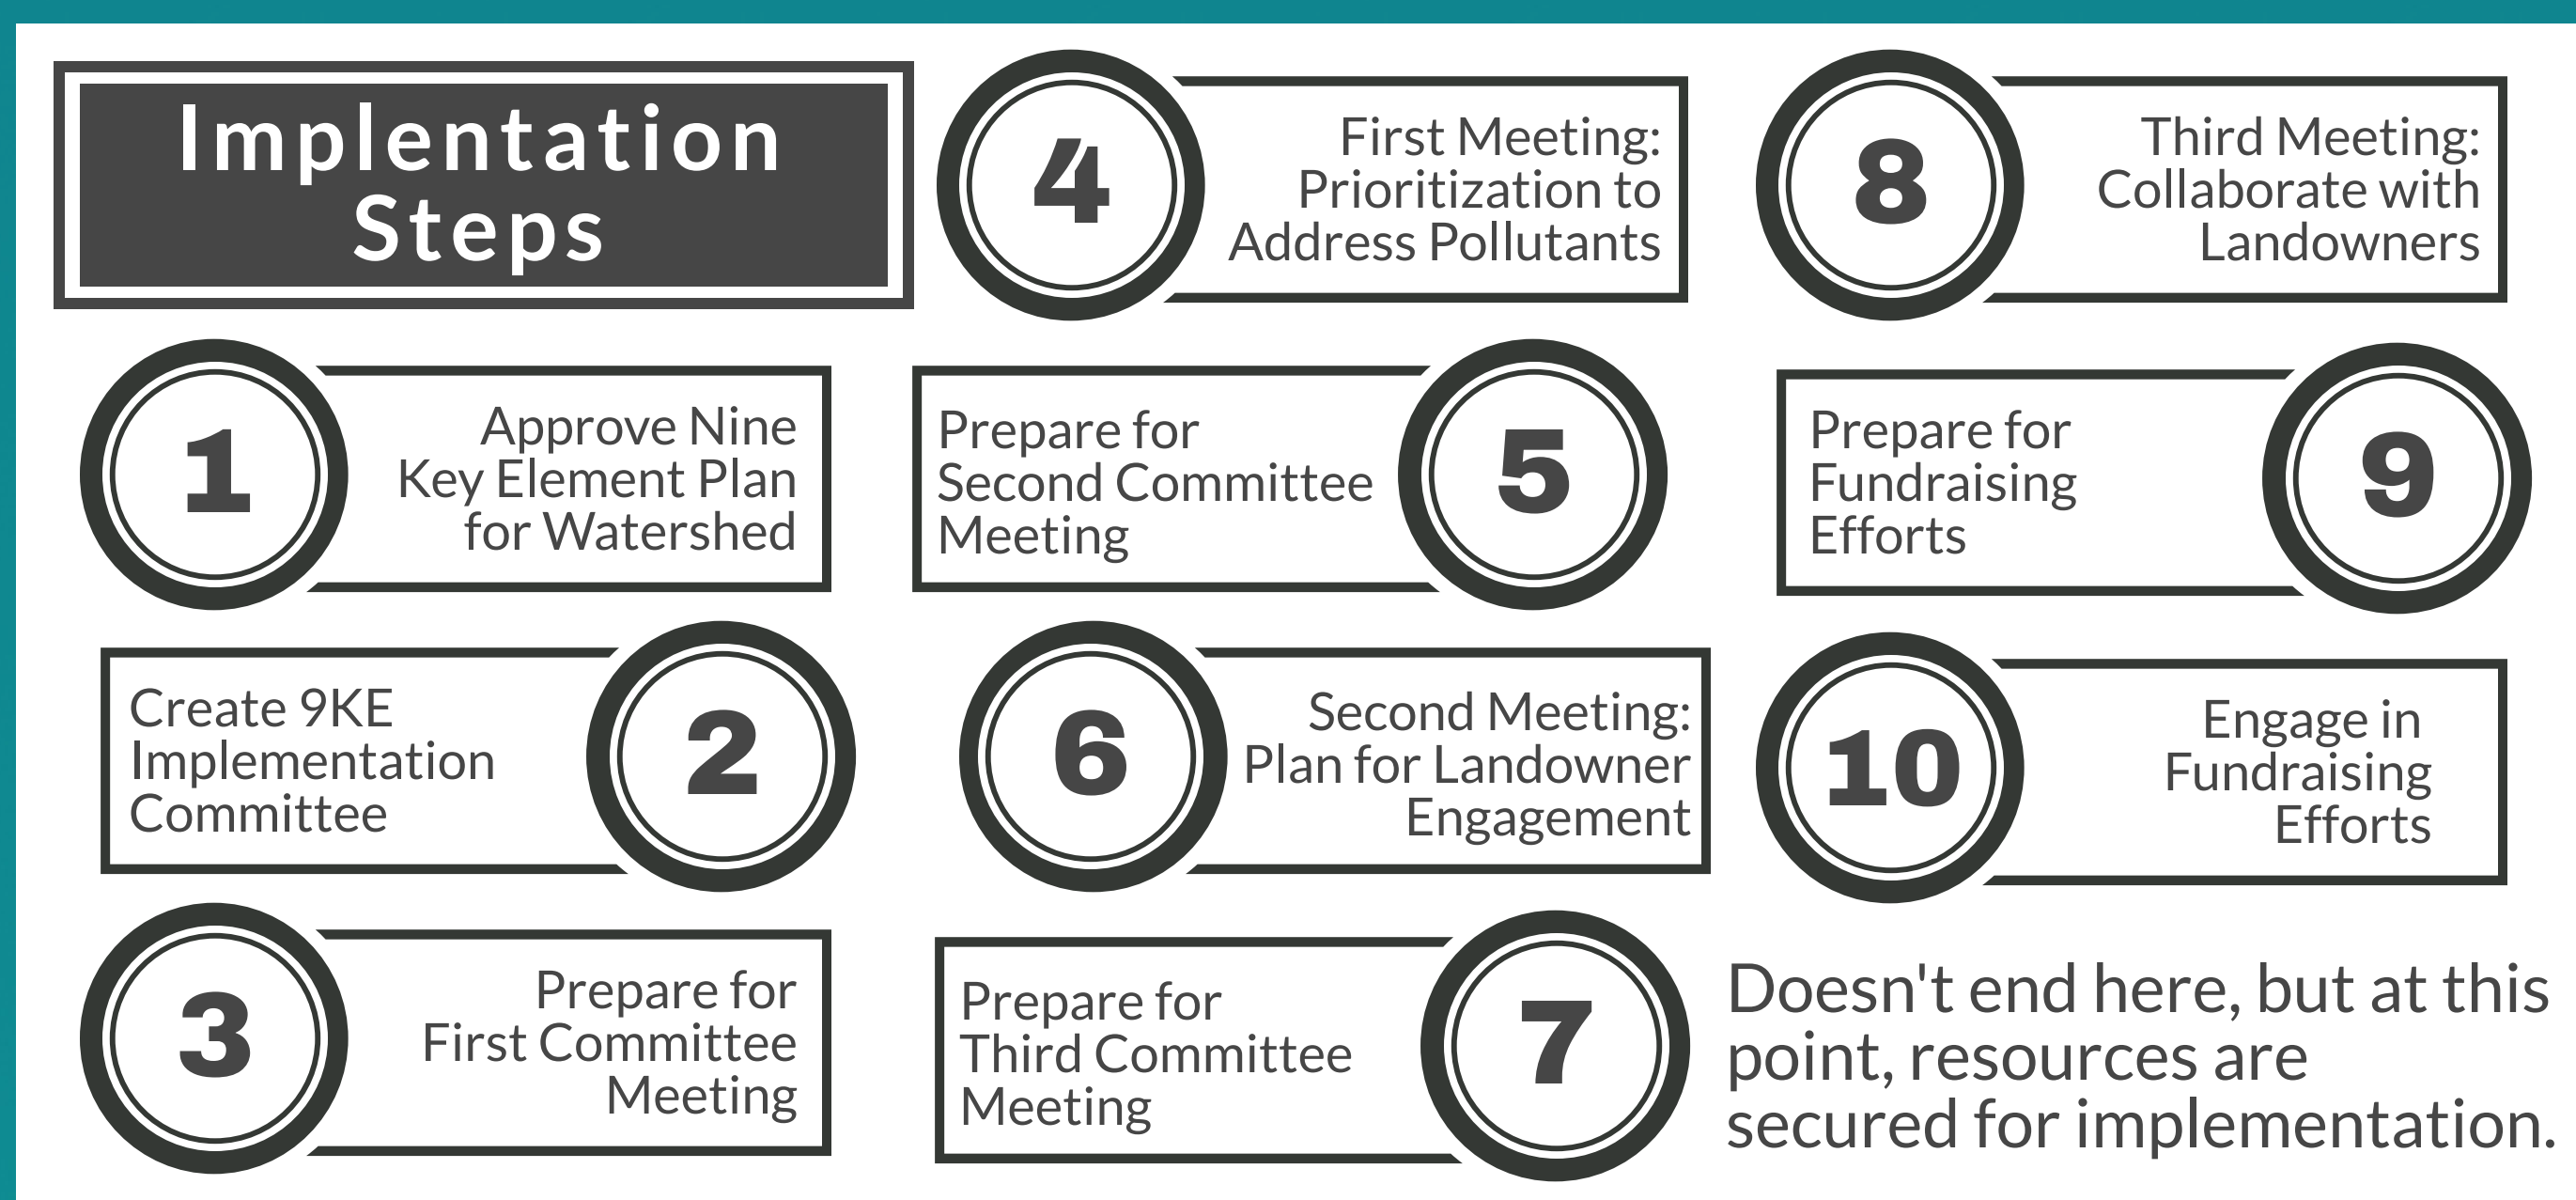 Implentation
Steps
1
Approve Nine
Key Element Plan
for Watershed
2
Create 9KE
Implementation
Committee
3
Prepare for
First Committee
Meeting
4
First Meeting:
Prioritization to
Address Pollutants
5
Prepare for
Second Committee
Meeting
6
Second Meeting:
Plan for Landowner
Engagement
7
Prepare for
Third Committee
Meeting
8
Third Meeting:
Collaborate with
Landowners
9
Prepare for
Fundraising
Efforts
10
Engage in
Fundraising
Efforts
Doesn't end here, but at this
point, resources are
secured for implementation.